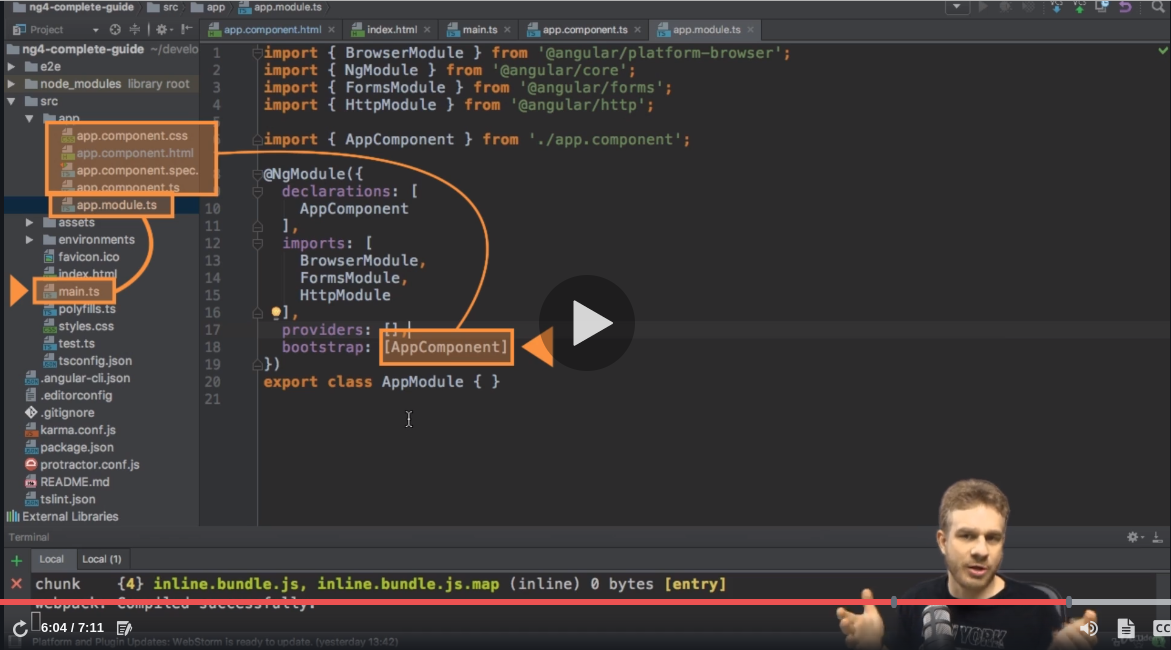 ng4-complete-guide src app app.module.ts
Project
app.component.html index.html main.ts app.component.ts app.module.ts
ng4-complete-guide ~/develo
e2e
node_modules library root
src
app
app.component.css
app.component.html
app.component.spec.
app.component.ts
app.module.ts
assets
environments
favicon.ico
index.html
main.ts
polyfills.ts
styles.css
test.ts
tsconfig.json
.angular-cli.json
.editorconfig
.gitignore
karma.conf.js
package.json
protractor.conf.js
README.md
tslint.json
External Libraries
1 import { BrowserModule } from '@angular/platform-browser';
2 import { NgModule } from '@angular/core';
3 import { FormsModule } from '@angular/forms';
4 import { HttpModule } from '@angular/http';
import { AppComponent } from './app.component';
@NgModule({
declarations: [
10 AppComponent
11 ],
12 imports: [
13 BrowserModule,
14 FormsModule,
15 HttpModule
16 ],
17 providers: [],
18 bootstrap: [AppComponent]
19 })
20 export class AppModule { }
21
Terminal
Local Local (1)
chunk {4} inline.bundle.js, inline.bundle.js.map (inline) 0 bytes [entry]
webpack: Compiled successfully.
6:04 / 7:11
CC
Platform and Plugin Updates: WebStorm is ready to update. (yesterday 13:42)
YORK